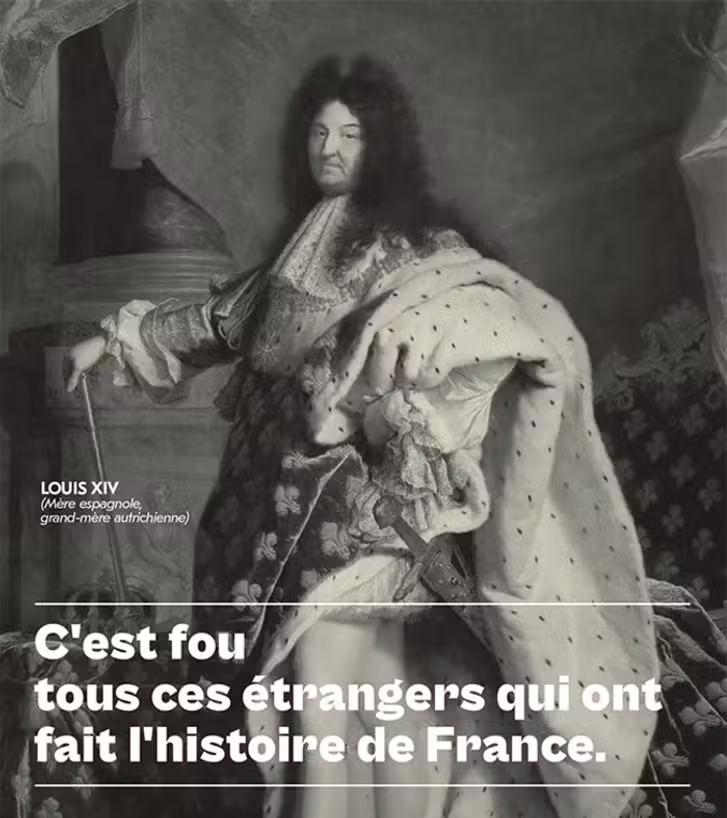 LOUIS XIV
(Mère espagnole,
grand-mère autrichienne)
C'est fou
tous ces étrangers qui ont
fait l'histoire de France.